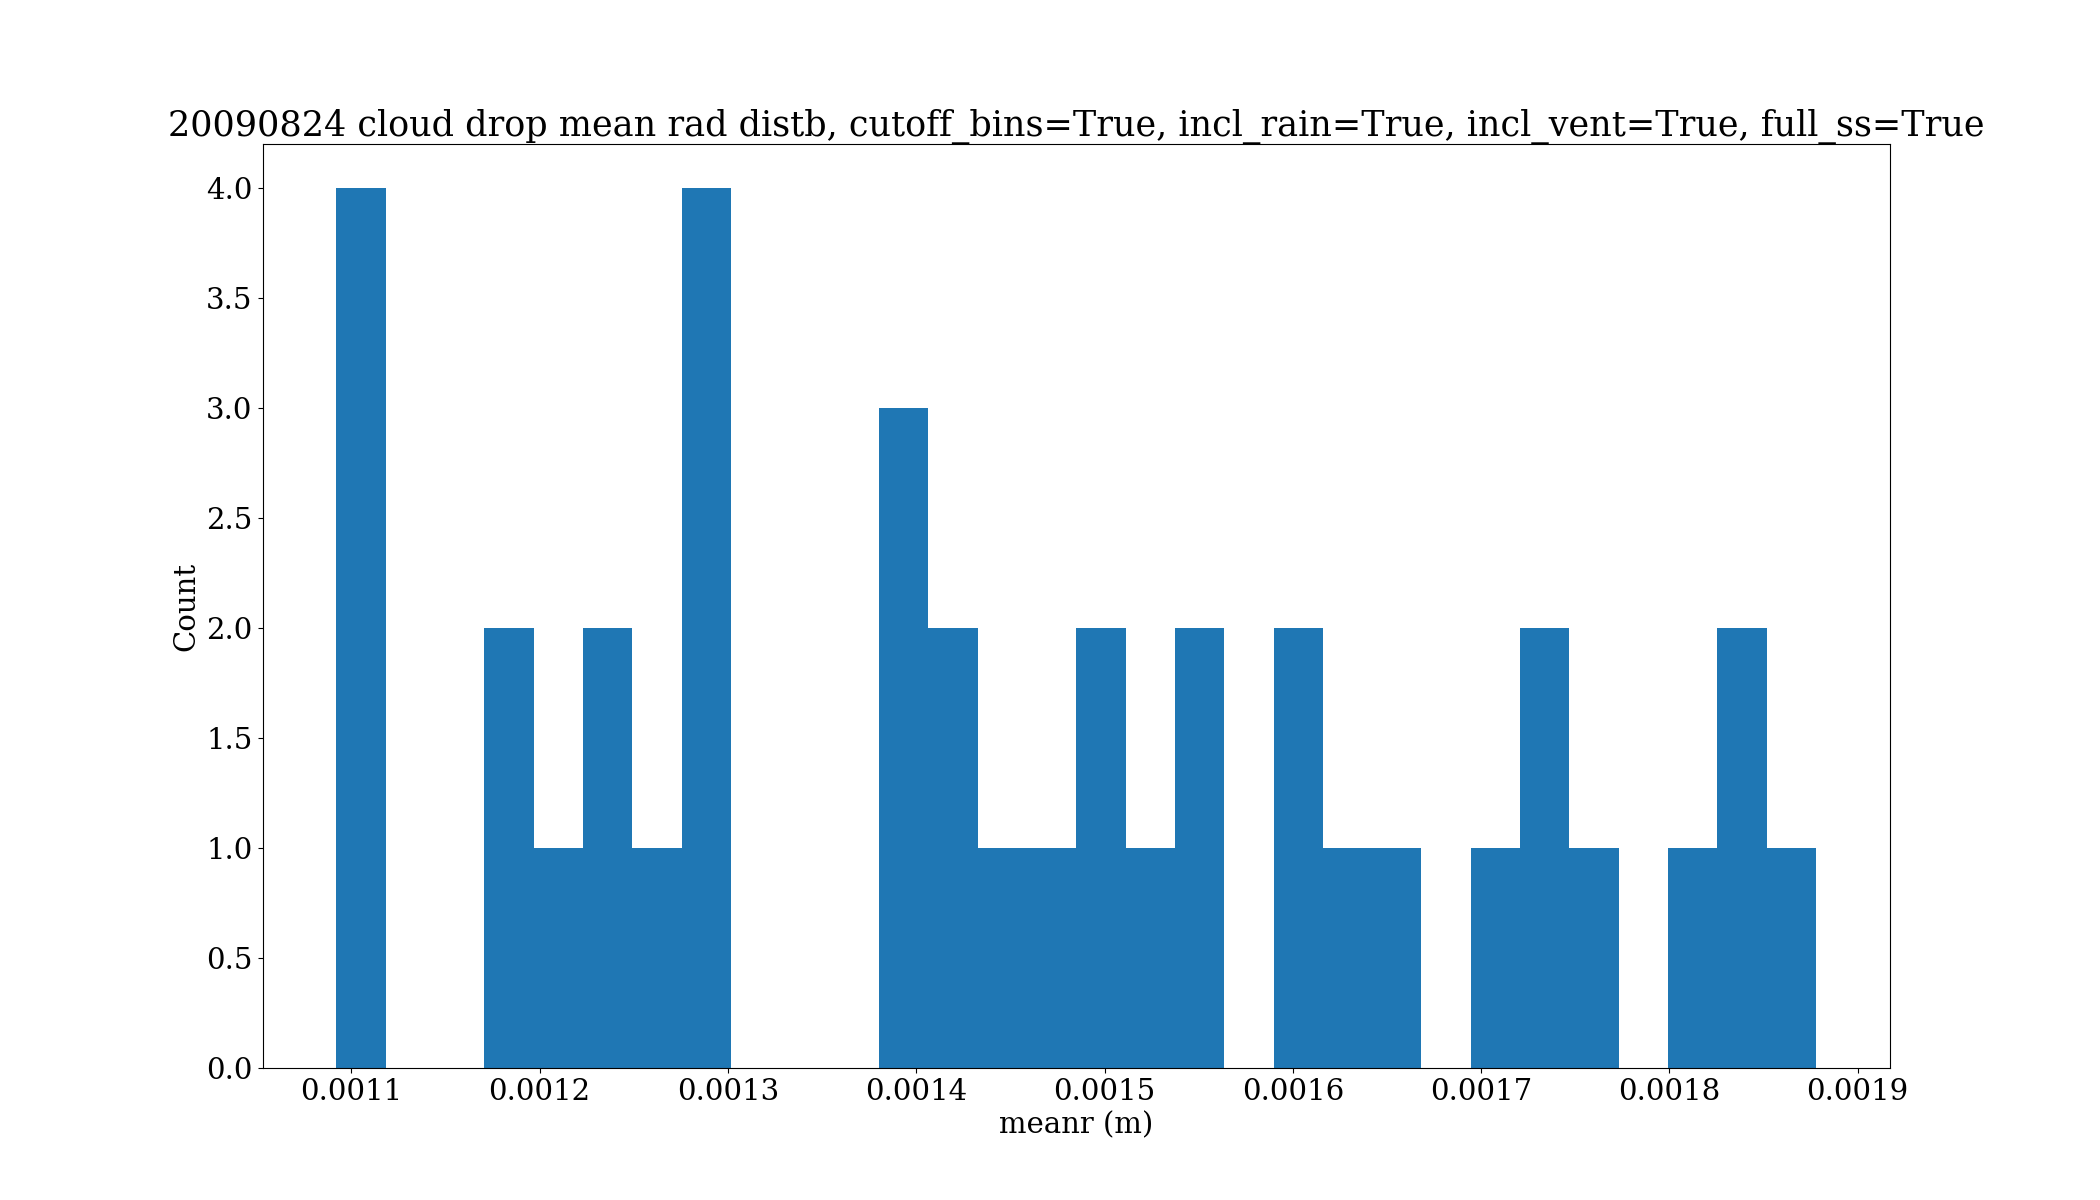 20090824 cloud drop mean rad distb, cutoff_bins=True, incl_rain=True, incl_vent=True, full_ss=True
4.0
3.5
3.0
2.5
2.0
1.5
1.0
0.5
0.0
Count
0.0011 0.0012 0.0013 0.0014 0.0015 0.0016 0.0017 0.0018 0.0019
meanr (m)